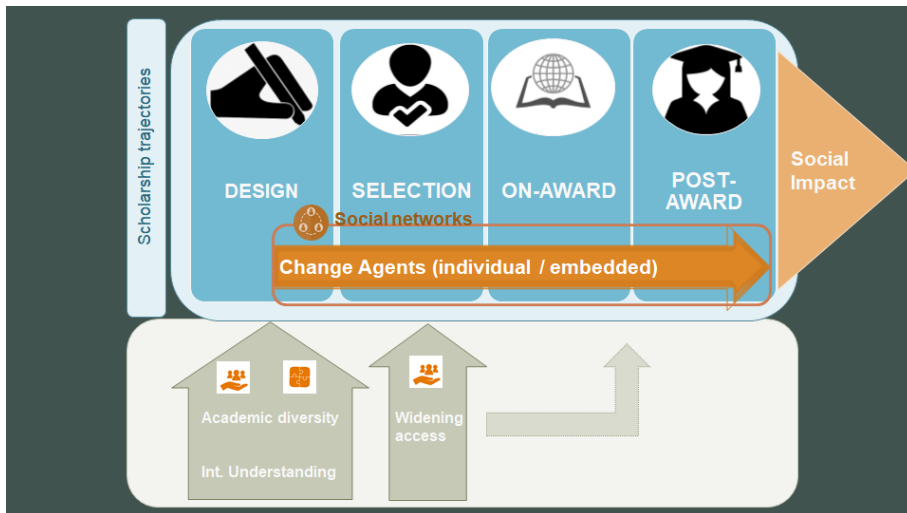 Scholarship trajectories
DESIGN
SELECTION
ON-AWARD
POST-
AWARD
Social
Impact
Social networks
Change Agents (individual / embedded)
Academic diversity
Int. Understanding
Widening
access